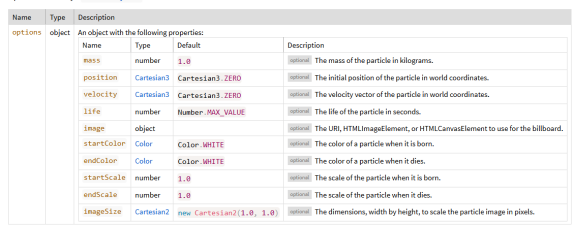 Name Type Description
options object An object with the following properties:
Name Type Default Description
mass number 1.0 optional The mass of the particle in kilograms.
position Cartesian3 Cartesian3.ZERO optional The initial position of the particle in world coordinates.
velocity Cartesian3 Cartesian3.ZERO optional The velocity vector of the particle in world coordinates.
life number Number.MAX_VALUE optional The life of the particle in seconds.
image object optional The URI, HTMLImageElement, or HTMLCanvasElement to use for the billboard.
startColor Color Color.WHITE optional The color of a particle when it is born.
endColor Color Color.WHITE optional The color of a particle when it dies.
startScale number 1.0 optional The scale of the particle when it is born.
endScale number 1.0 optional The scale of the particle when it dies.
imageSize Cartesian2 new Cartesian2(1.0, 1.0) optional The dimensions, width by height, to scale the particle image in pixels.